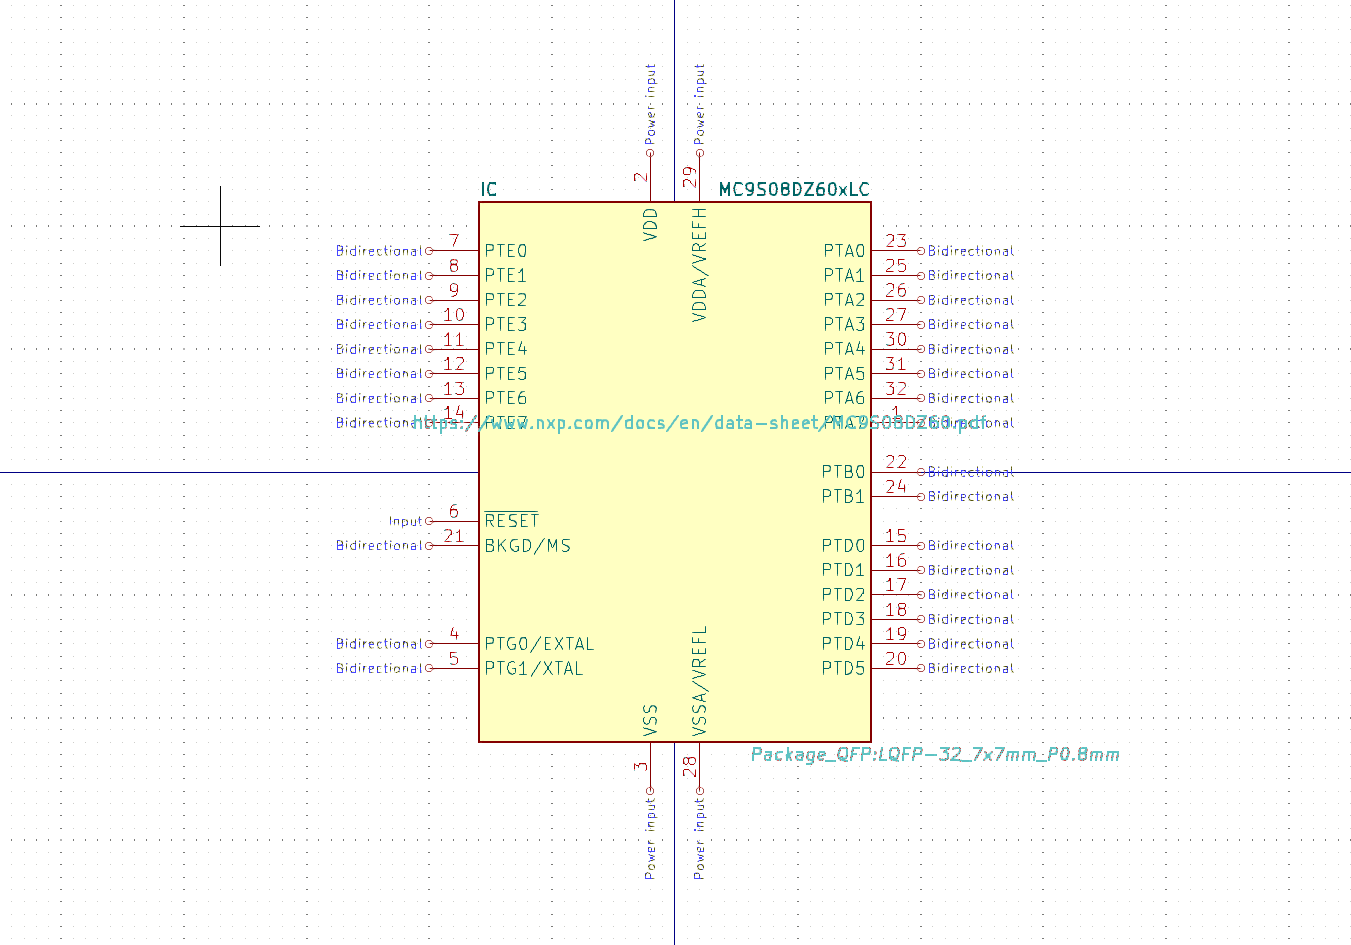 Power input Power input
2 29
IC MC9S08DZ60xLC
VDD VDDA/VREFH
Bidirectional 7 PTE0 PTA0 23 Bidirectional
Bidirectional 8 PTE1 PTA1 25 Bidirectional
Bidirectional 9 PTE2 PTA2 26 Bidirectional
Bidirectional 10 PTE3 PTA3 27 Bidirectional
Bidirectional 11 PTE4 PTA4 30 Bidirectional
Bidirectional 12 PTE5 PTA5 31 Bidirectional
Bidirectional 13 PTE6 PTA6 32 Bidirectional
Bidirectional 14 PTE7 PTA7 1 Bidirectional
https://www.nxp.com/docs/en/data-sheet/MC9S08DZ60.pdf
PTB0 22 Bidirectional
PTB1 24 Bidirectional
Input 6 RESET
Bidirectional 21 BKGD/MS PTD0 15 Bidirectional
PTD1 16 Bidirectional
PTD2 17 Bidirectional
PTD3 18 Bidirectional
Bidirectional 4 PTG0/EXTAL PTD4 19 Bidirectional
Bidirectional 5 PTG1/XTAL PTD5 20 Bidirectional
VSS VSSA/VREFL
3 28
Package_QFP:LQFP-32_7x7mm_P0.8mm
Power input Power input